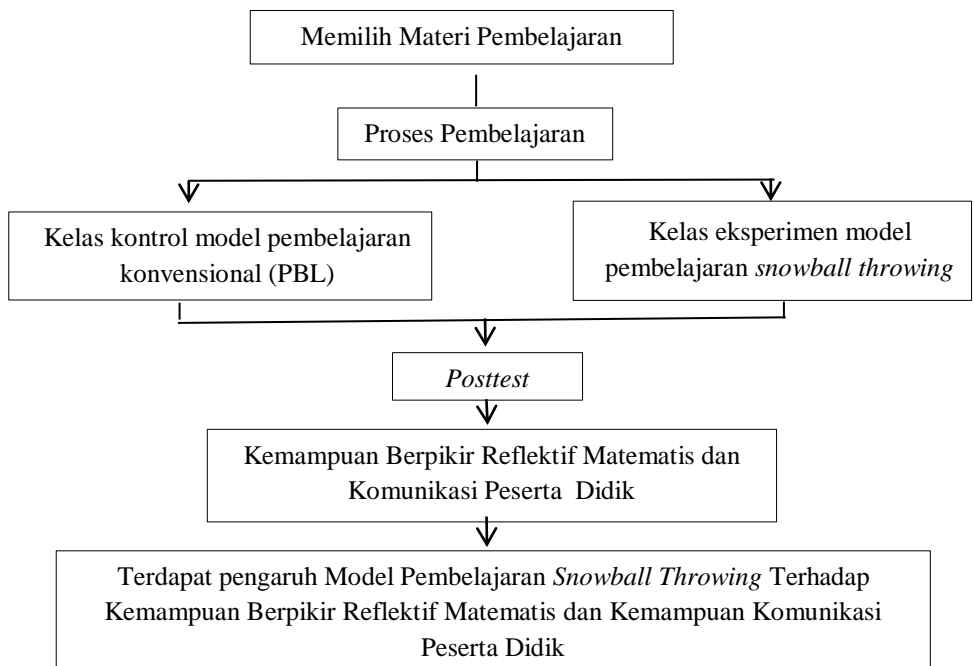 Memilih Materi Pembelajaran
Proses Pembelajaran
Kelas kontrol model pembelajaran
konvensional (PBL)
Kelas eksperimen model
pembelajaran snowball throwing
Posttest
Kemampuan Berpikir Reflektif Matematis dan
Komunikasi Peserta Didik
Terdapat pengaruh Model Pembelajaran Snowball Throwing Terhadap
Kemampuan Berpikir Reflektif Matematis dan Kemampuan Komunikasi
Peserta Didik